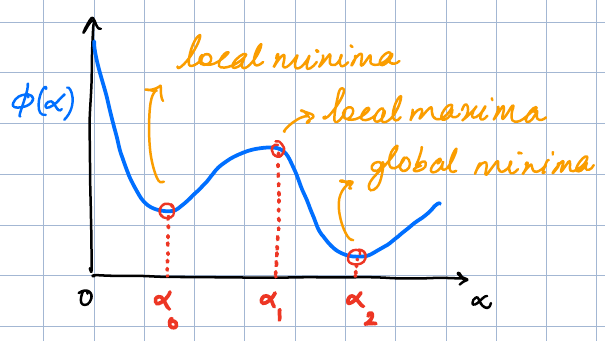 local minima
ϕ(α)
local maxima
global minima
0
α₀
α₁
α₂
α